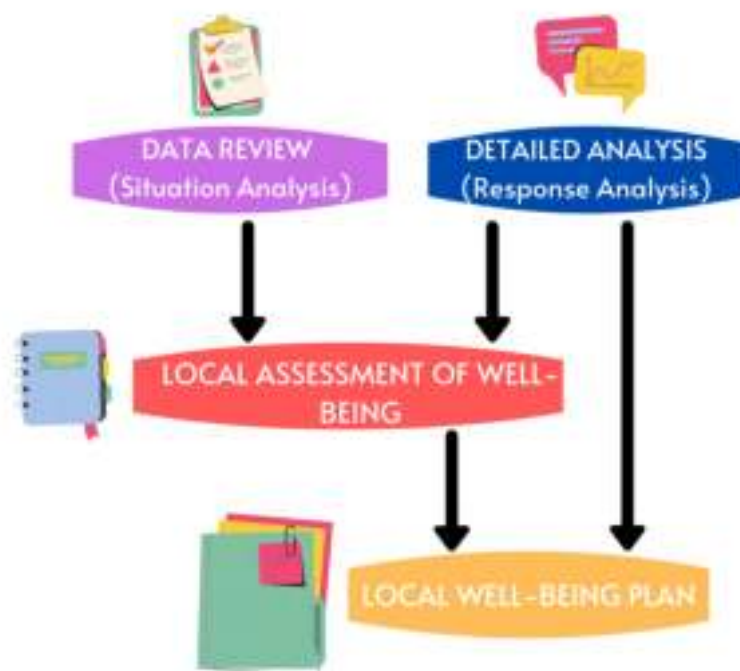 DATA REVIEW
(Situation Analysis)
DETAILED ANALYSIS
(Response Analysis)
LOCAL ASSESSMENT OF WELL-
BEING
LOCAL WELL-BEING PLAN